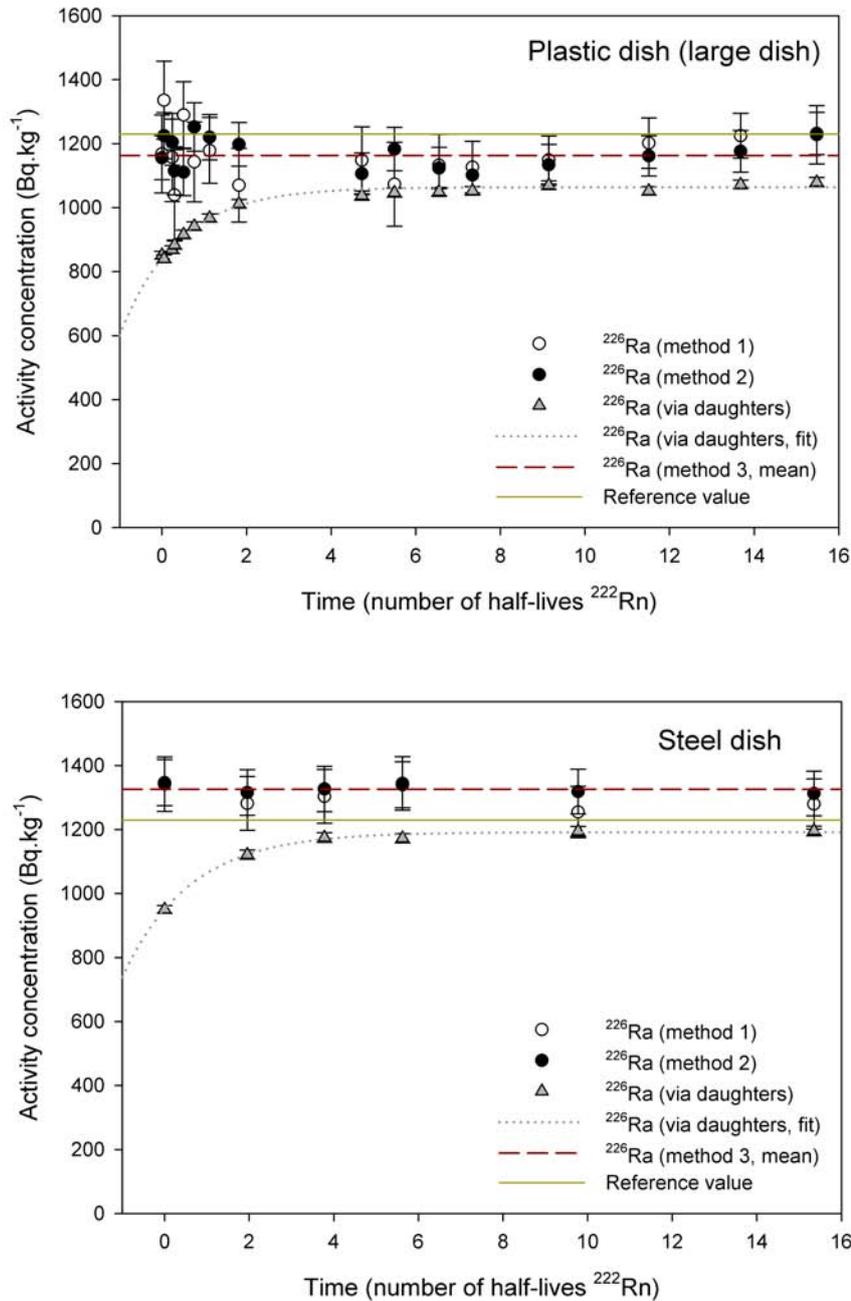 Plastic dish (large dish)
Activity concentration (Bq.kg⁻¹)
1600
1400
1200
1000
800
600
400
200
0
²²⁶Ra (method 1)
²²⁶Ra (method 2)
²²⁶Ra (via daughters)
²²⁶Ra (via daughters, fit)
²²⁶Ra (method 3, mean)
Reference value
0 2 4 6 8 10 12 14 16
Time (number of half-lives ²²²Rn)
Steel dish
Activity concentration (Bq.kg⁻¹)
1600
1400
1200
1000
800
600
400
200
0
²²⁶Ra (method 1)
²²⁶Ra (method 2)
²²⁶Ra (via daughters)
²²⁶Ra (via daughters, fit)
²²⁶Ra (method 3, mean)
Reference value
0 2 4 6 8 10 12 14 16
Time (number of half-lives ²²²Rn)